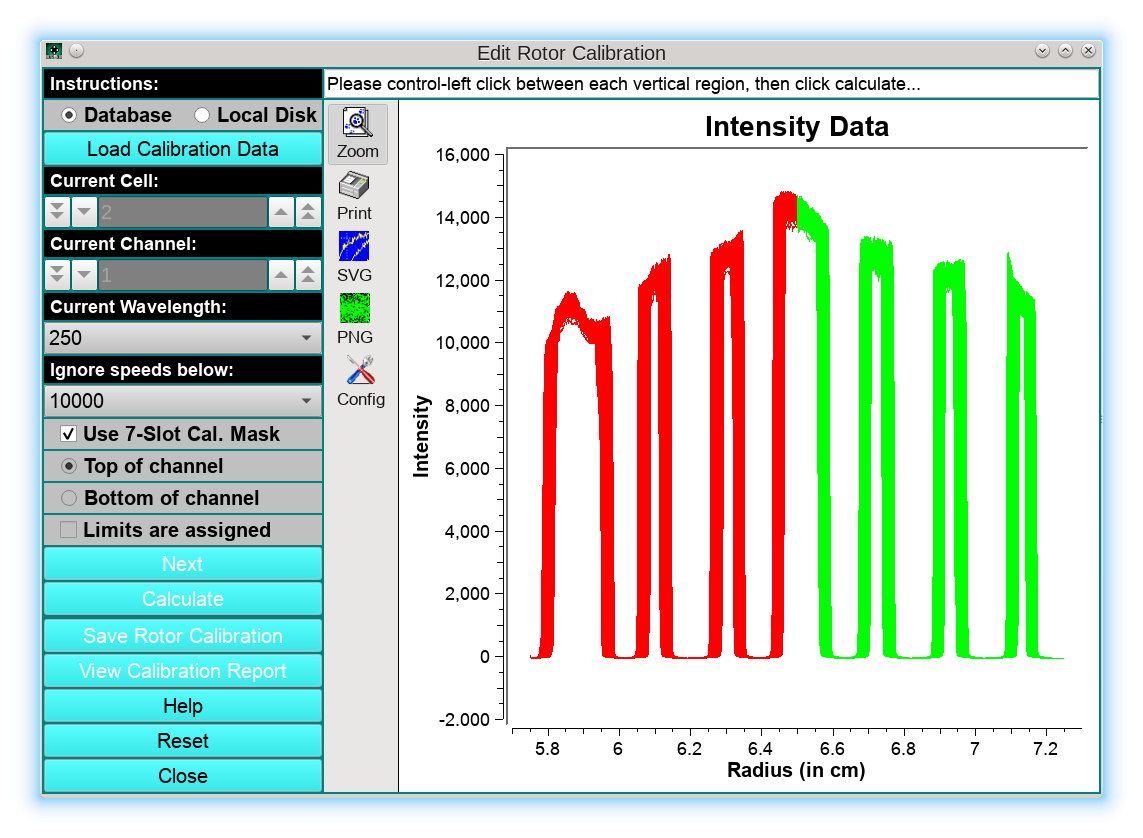 Edit Rotor Calibration
Instructions:
Please control-left click between each vertical region, then click calculate...
Database
Local Disk
Load Calibration Data
Current Cell:
2
Current Channel:
1
Current Wavelength:
250
Ignore speeds below:
10000
Use 7-Slot Cal. Mask
Top of channel
Bottom of channel
Limits are assigned
Next
Calculate
Save Rotor Calibration
View Calibration Report
Help
Reset
Close
Zoom
Print
SVG
PNG
Config
Intensity Data
Intensity
16,000
14,000
12,000
10,000
8,000
6,000
4,000
2,000
0
-2.000
5.8 6 6.2 6.4 6.6 6.8 7 7.2
Radius (in cm)